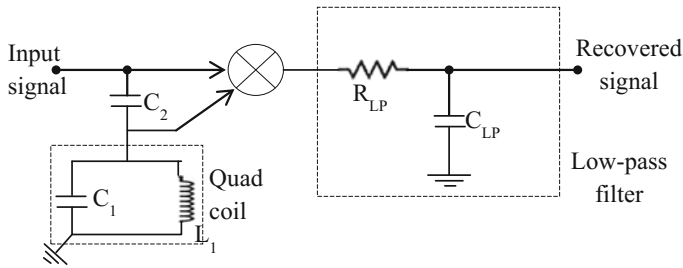 Input
signal
C2
C1
Quad
coil
L1
RLP
CLP
Recovered
signal
Low-pass
filter